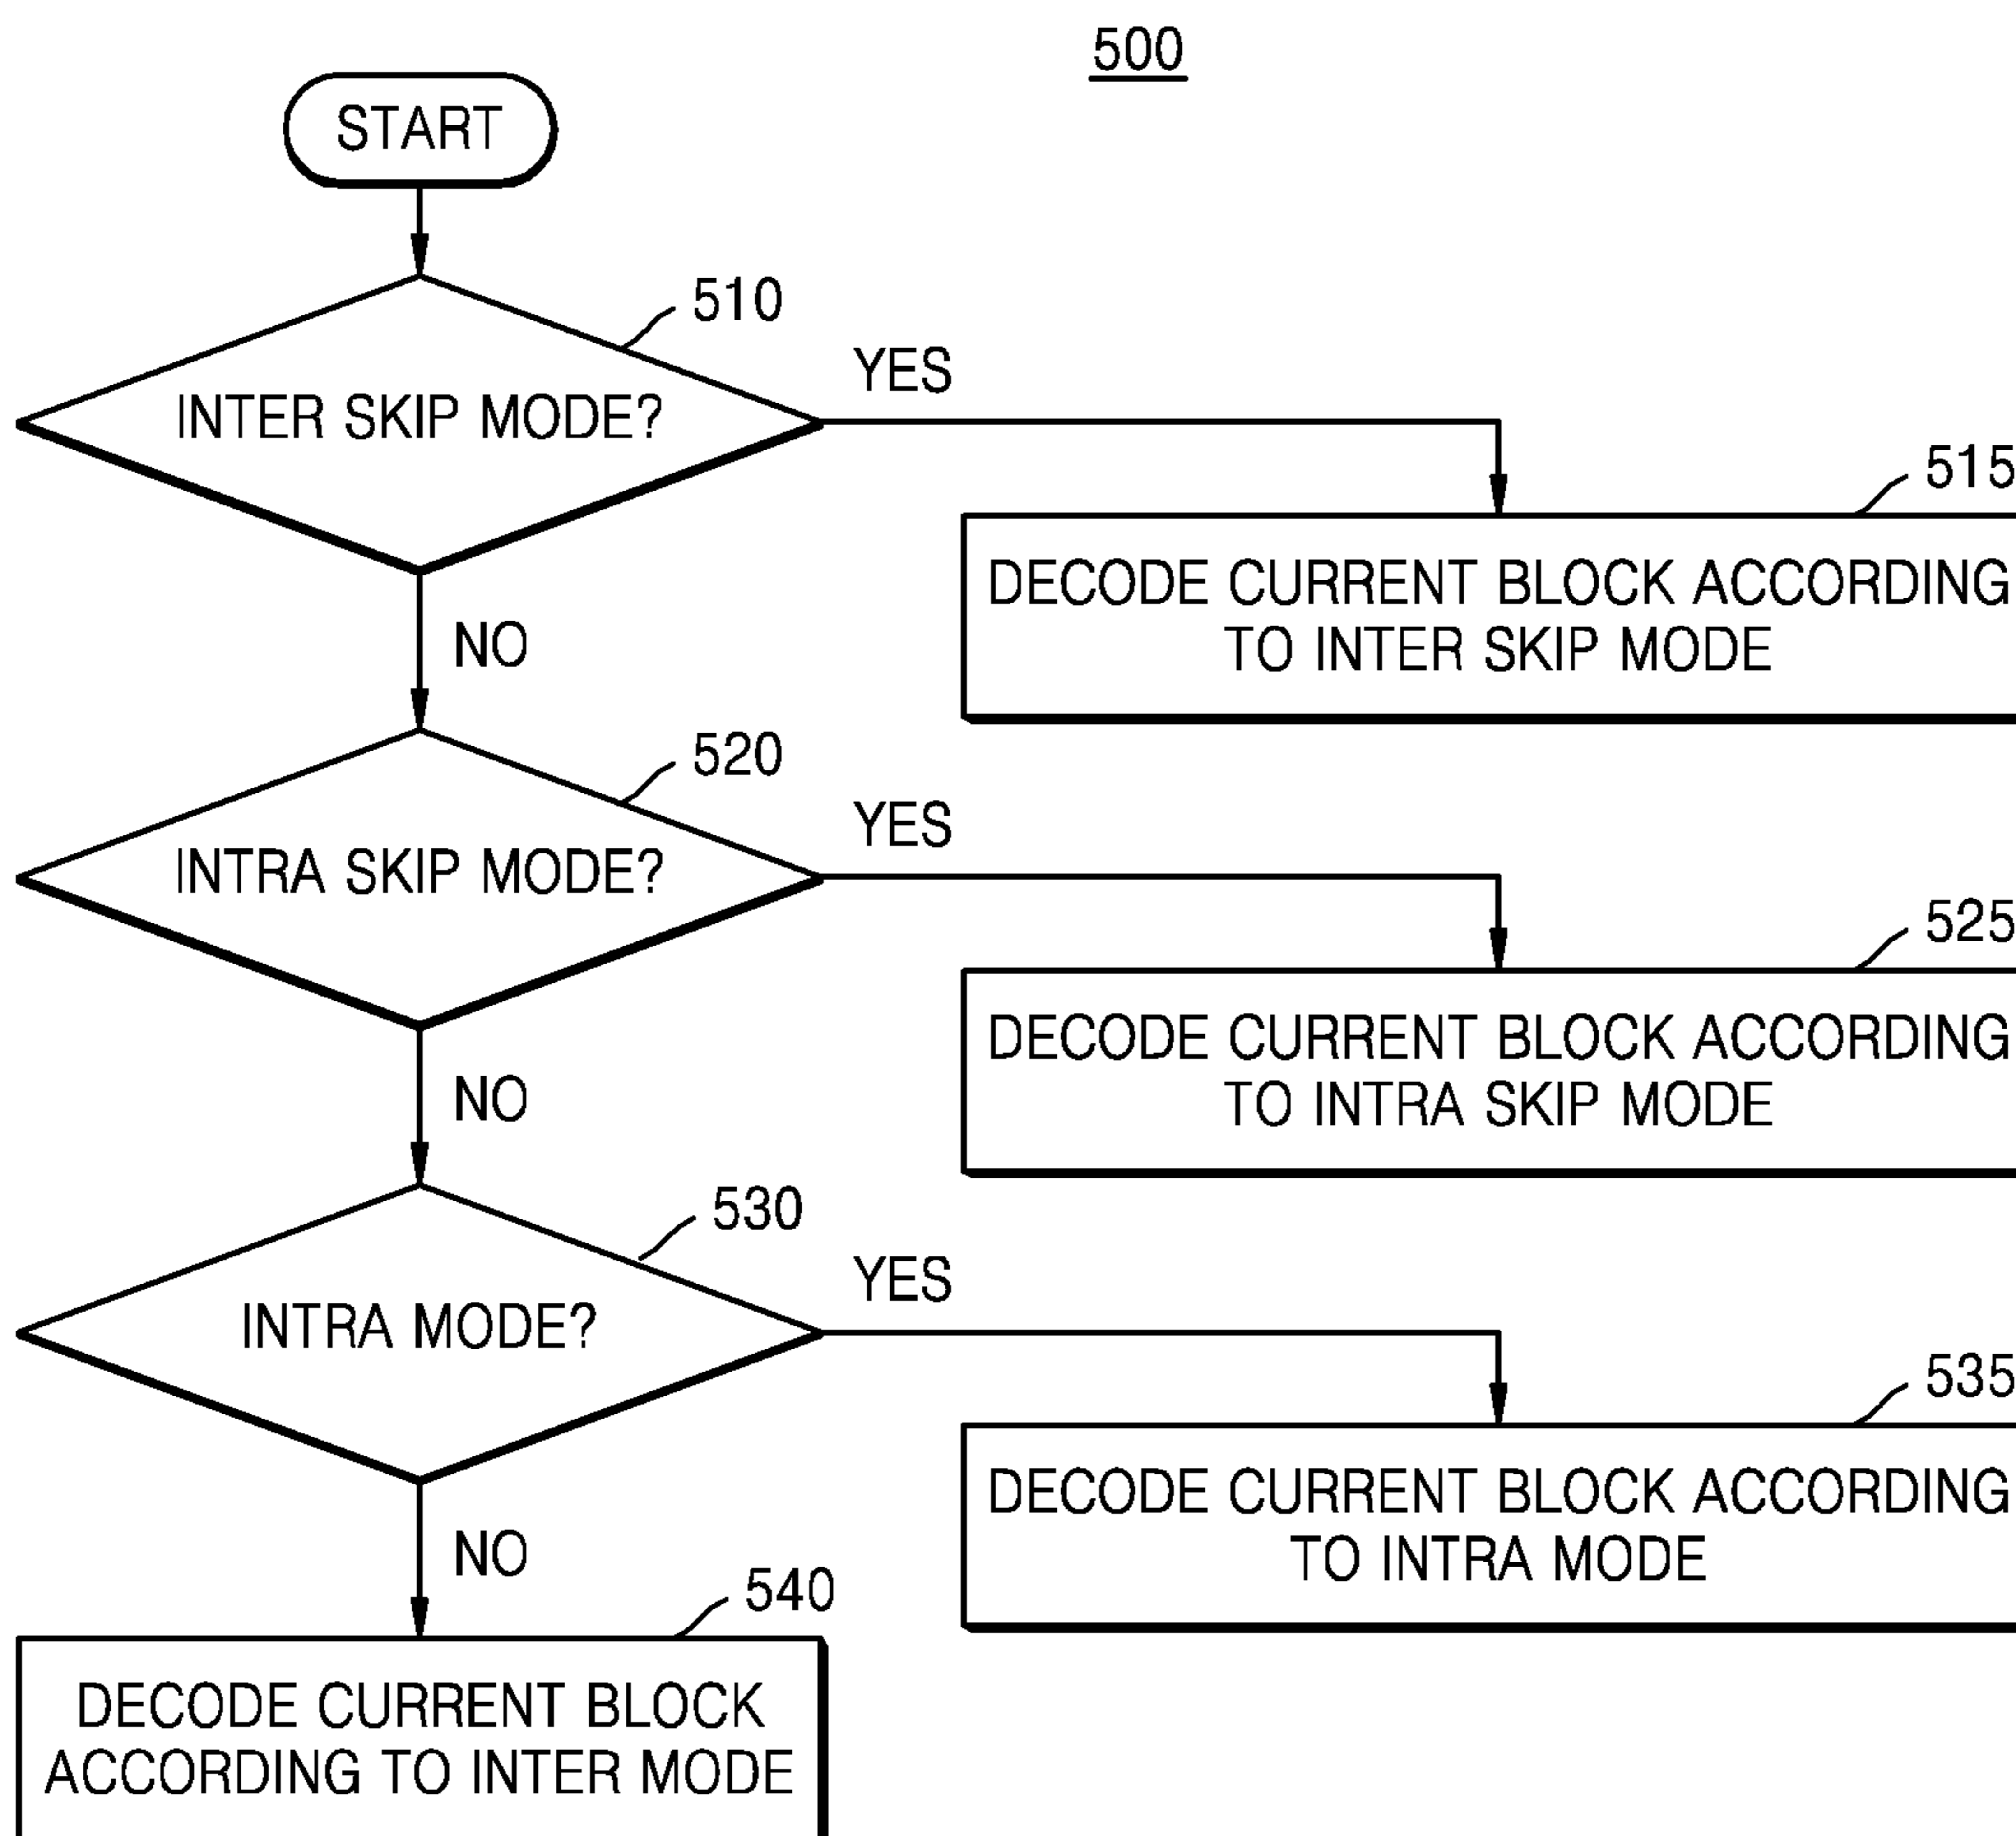 500
START
510
INTER SKIP MODE?
YES
515
DECODE CURRENT BLOCK ACCORDING
TO INTER SKIP MODE
NO
520
INTRA SKIP MODE?
YES
525
DECODE CURRENT BLOCK ACCORDING
TO INTRA SKIP MODE
NO
530
INTRA MODE?
YES
535
DECODE CURRENT BLOCK ACCORDING
TO INTRA MODE
NO
540
DECODE CURRENT BLOCK
ACCORDING TO INTER MODE